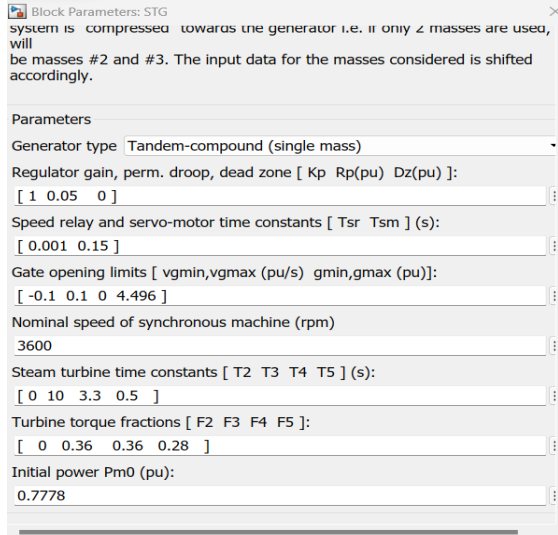 Block Parameters: STG
system is "compressed" towards the generator i.e. if only 2 masses are used,
will
be masses #2 and #3. The input data for the masses considered is shifted
accordingly.
Parameters
Generator type Tandem-compound (single mass)
Regulator gain, perm. droop, dead zone [ Kp Rp(pu) Dz(pu) ]:
[ 1 0.05 0 ]
Speed relay and servo-motor time constants [ Tsr Tsm ] (s):
[ 0.001 0.15 ]
Gate opening limits [ vgmin,vgmax (pu/s) gmin,gmax (pu)]:
[ -0.1 0.1 0 4.496 ]
Nominal speed of synchronous machine (rpm)
3600
Steam turbine time constants [ T2 T3 T4 T5 ] (s):
[ 0 10 3.3 0.5 ]
Turbine torque fractions [ F2 F3 F4 F5 ]:
[ 0 0.36 0.36 0.28 ]
Initial power Pm0 (pu):
0.7778